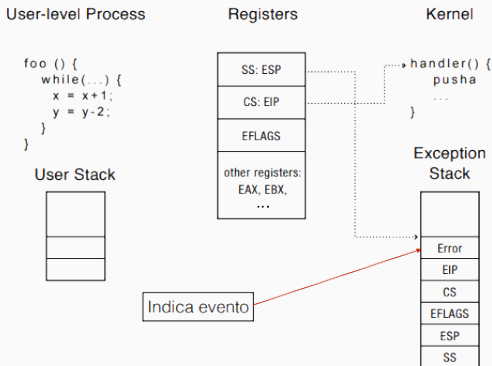 User-level Process
foo () {
while(...) {
x = x+1;
y = y-2;
}
}
User Stack
Registers
SS: ESP
CS: EIP
EFLAGS
other registers:
EAX, EBX,
...
Kernel
handler() {
pusha
...
}
Exception
Stack
Error
EIP
CS
EFLAGS
ESP
SS
Indica evento